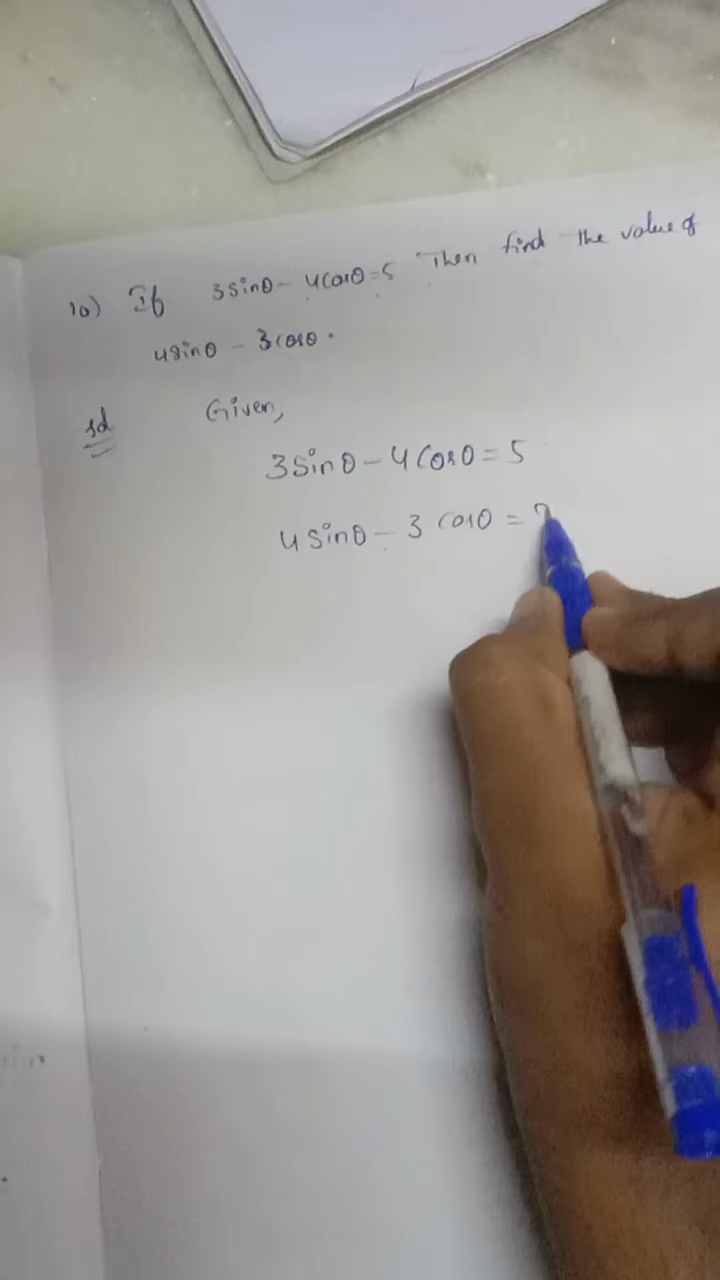 10) If 3sinθ - 4cosθ = 5 Then find the value of
4sinθ - 3cosθ.
Sol Given,
3sinθ - 4cosθ = 5
4sinθ - 3cosθ = ?